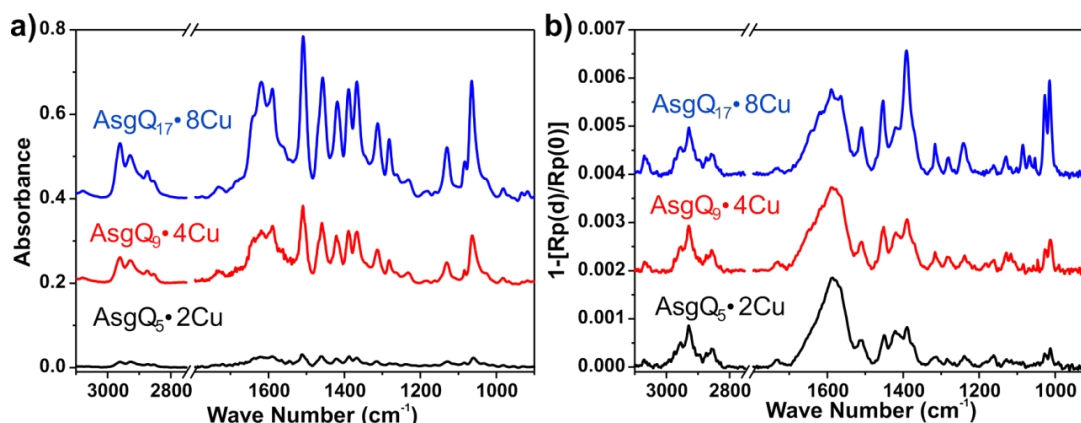 a)
Absorbance
0.8
0.6
0.4
0.2
0.0
AsgQ₁₇•8Cu
AsgQ₉•4Cu
AsgQ₅•2Cu
3000 2800 1600 1400 1200 1000
Wave Number (cm⁻¹)
b)
1-[Rp(d)/Rp(0)]
0.007
0.006
0.005
0.004
0.003
0.002
0.001
0.000
AsgQ₁₇•8Cu
AsgQ₉•4Cu
AsgQ₅•2Cu
3000 2800 1600 1400 1200 1000
Wave Number (cm⁻¹)